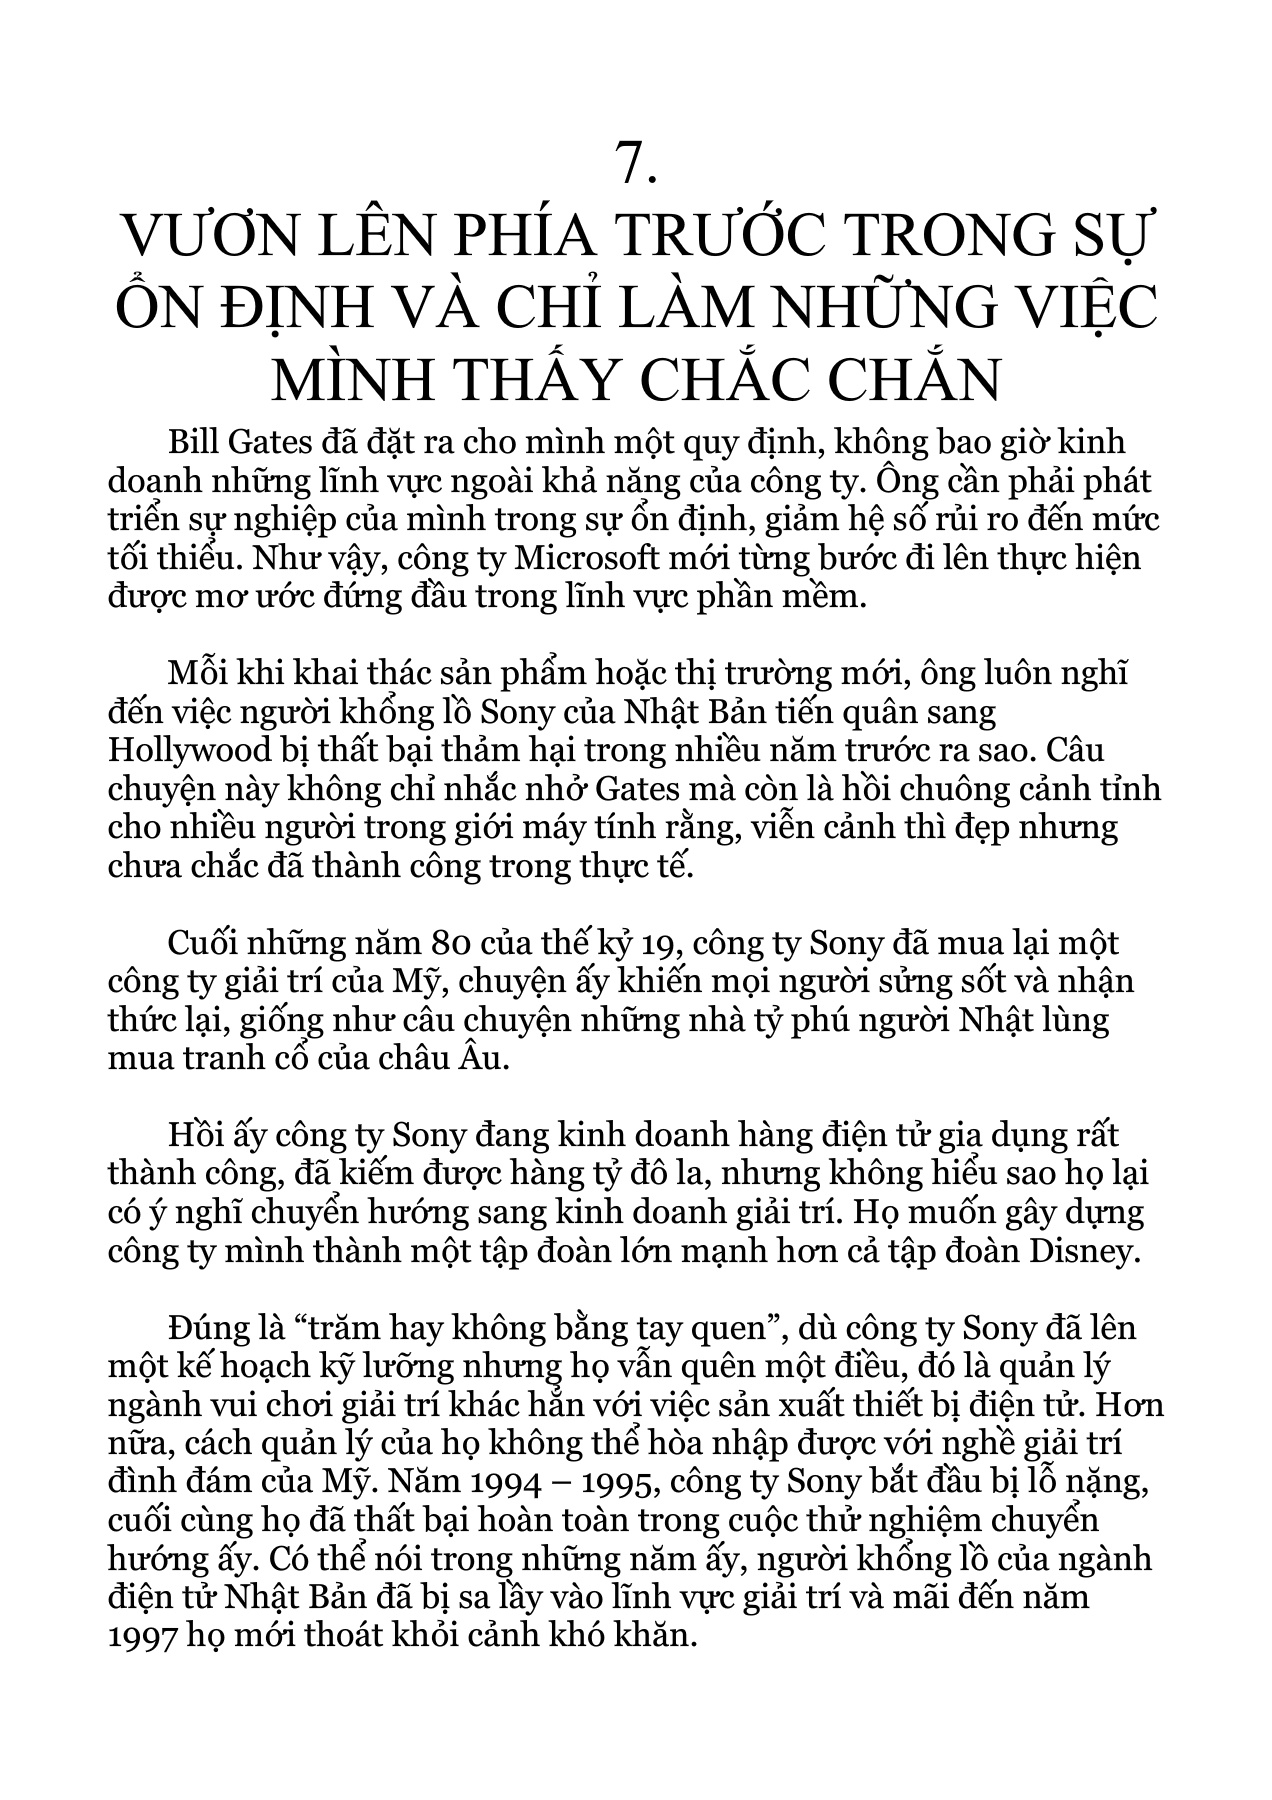 7.
VƯƠN LÊN PHÍA TRƯỚC TRONG SỰ
ỔN ĐỊNH VÀ CHỈ LÀM NHỮNG VIỆC
MÌNH THẤY CHẮC CHẮN
Bill Gates đã đặt ra cho mình một quy định, không bao giờ kinh
doanh những lĩnh vực ngoài khả năng của công ty. Ông cần phải phát
triển sự nghiệp của mình trong sự ổn định, giảm hệ số rủi ro đến mức
tối thiểu. Như vậy, công ty Microsoft mới từng bước đi lên thực hiện
được mơ ước đứng đầu trong lĩnh vực phần mềm.
Mỗi khi khai thác sản phẩm hoặc thị trường mới, ông luôn nghĩ
đến việc người khổng lồ Sony của Nhật Bản tiến quân sang
Hollywood bị thất bại thảm hại trong nhiều năm trước ra sao. Câu
chuyện này không chỉ nhắc nhở Gates mà còn là hồi chuông cảnh tỉnh
cho nhiều người trong giới máy tính rằng, viễn cảnh thì đẹp nhưng
chưa chắc đã thành công trong thực tế.
Cuối những năm 80 của thế kỷ 19, công ty Sony đã mua lại một
công ty giải trí của Mỹ, chuyện ấy khiến mọi người sửng sốt và nhận
thức lại, giống như câu chuyện những nhà tỷ phú người Nhật lùng
mua tranh cổ của châu Âu.
Hồi ấy công ty Sony đang kinh doanh hàng điện tử gia dụng rất
thành công, đã kiếm được hàng tỷ đô la, nhưng không hiểu sao họ lại
có ý nghĩ chuyển hướng sang kinh doanh giải trí. Họ muốn gây dựng
công ty mình thành một tập đoàn lớn mạnh hơn cả tập đoàn Disney.
Đúng là “trăm hay không bằng tay quen”, dù công ty Sony đã lên
một kế hoạch kỹ lưỡng nhưng họ vẫn quên một điều, đó là quản lý
ngành vui chơi giải trí khác hẳn với việc sản xuất thiết bị điện tử. Hơn
nữa, cách quản lý của họ không thể hòa nhập được với nghề giải trí
đình đám của Mỹ. Năm 1994 – 1995, công ty Sony bắt đầu bị lỗ nặng,
cuối cùng họ đã thất bại hoàn toàn trong cuộc thử nghiệm chuyển
hướng ấy. Có thể nói trong những năm ấy, người khổng lồ của ngành
điện tử Nhật Bản đã bị sa lầy vào lĩnh vực giải trí và mãi đến năm
1997 họ mới thoát khỏi cảnh khó khăn.